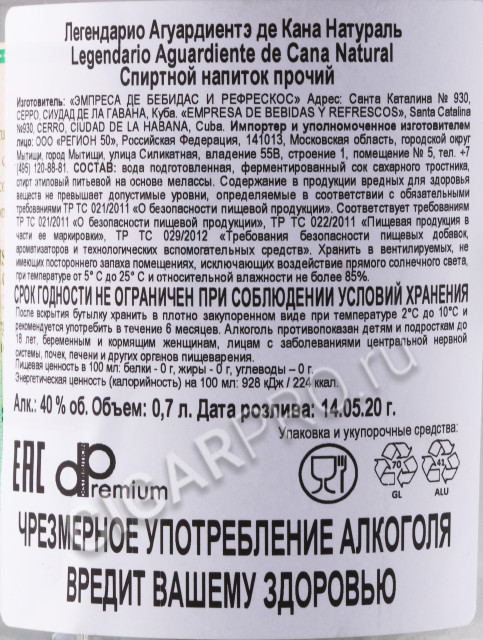 Легендарио Агуардиентэ де Кана Натураль
Legendario Aguardiente de Cana Natural
Спиртной напиток прочий
Изготовитель: «ЭМПРЕСА ДЕ БЕБИДАС И РЕФРЕСКОС» Адрес: Санта Каталина № 930,
СЕРРО, СИУДАД ДЕ ЛА ГАВАНА, Куба. «EMPRESA DE BEBIDAS Y REFRESCOS», Santa Catalina
№930, CERRO, CIUDAD DE LA HABANA, Cuba. Импортер и уполномоченное изготовителем
лицо: ООО «РЕГИОН 50», Российская Федерация, 141013, Московская область, городской округ
Мытищи, город Мытищи, улица Силикатная, владение 55В, строение 1, помещение № 5, тел. +7
(485) 120-88-81. СОСТАВ: вода подготовленная, ферментированный сок сахарного тростника,
спирт этиловый питьевой на основе мелассы. Содержание в продукции вредных для здоровья
веществ не превышает допустимые уровни, определяемые в соответствии с обязательными
требованиями ТР ТС 021/2011 «О безопасности пищевой продукции». Соответствует требованиям
ТР ТС 021/2011 «О безопасности пищевой продукции», ТР ТС 022/2011 «Пищевая продукция в
части ее маркировки», ТР ТС 029/2012 «Требования безопасности пищевых добавок,
ароматизаторов и технологических вспомогательных средств». Хранить в вентилируемых, не
имеющих постороннего запаха помещениях, исключающих воздействие прямого солнечного света,
при температуре от 5° С до 25° С и относительной влажности не более 85%.
СРОК ГОДНОСТИ НЕ ОГРАНИЧЕН ПРИ СОБЛЮДЕНИИ УСЛОВИЙ ХРАНЕНИЯ
После вскрытия бутылку хранить в плотно закупоренном виде при температуре 2°С до 10°С и
рекомендуется употребить в течение 6 месяцев. Алкоголь противопоказан детям и подросткам до
18 лет, беременным и кормящим женщинам, лицам с заболеваниями центральной нервной
системы, почек, печени и других органов пищеварения.
Пищевая ценность в 100 мл: белки - 0 г, жиры - 0 г, углеводы – 0 г.
Энергетическая ценность (калорийность) на 100 мл: 928 кДж / 224 ккал.
Алк.: 40 % об. Объем: 0,7 л. Дата розлива: 14.05.20 г.
Упаковка и укупорочные средства:
EAC
dp Premium
70
GL
41
ALU
ЧРЕЗМЕРНОЕ УПОТРЕБЛЕНИЕ АЛКОГОЛЯ
ВРЕДИТ ВАШЕМУ ЗДОРОВЬЮ
CIGARPRO.ru